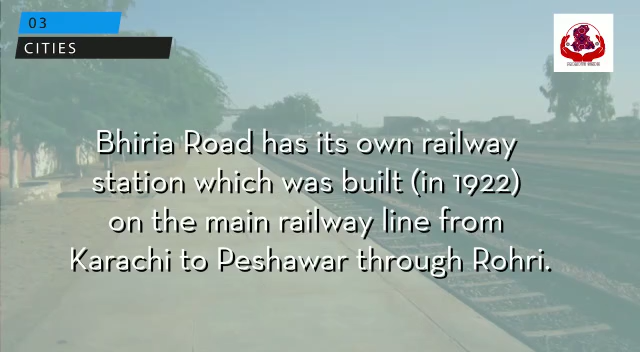 03
CITIES
Bhiria Road has its own railway
station which was built (in 1922)
on the main railway line from
Karachi to Peshawar through Rohri.